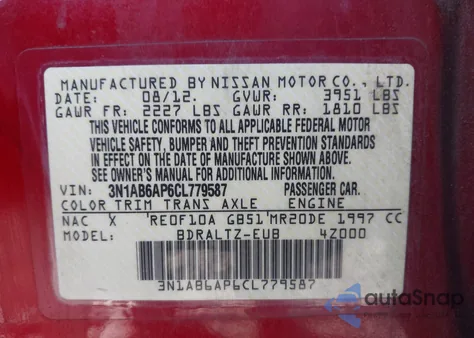 MANUFACTURED BY NISSAN MOTOR CO., LTD.
DATE: 08/12. GVWR: 3951 LBS
GAWR FR: 2227 LBS GAWR RR: 1810 LBS
THIS VEHICLE CONFORMS TO ALL APPLICABLE FEDERAL MOTOR
VEHICLE SAFETY, BUMPER AND THEFT PREVENTION STANDARDS
IN EFFECT ON THE DATE OF MANUFACTURE SHOWN ABOVE.
SEE OWNER'S MANUAL FOR ADDITIONAL INFORMATION.
VIN: 3N1AB6AP6CL779587 PASSENGER CAR.
COLOR TRIM TRANS AXLE ENGINE
NAC X RE0F10A GB51 MR20DE 1997 CC
MODEL: BDRALTZ-EUB 4Z000
3N1AB6AP6CL779587
autoSnap